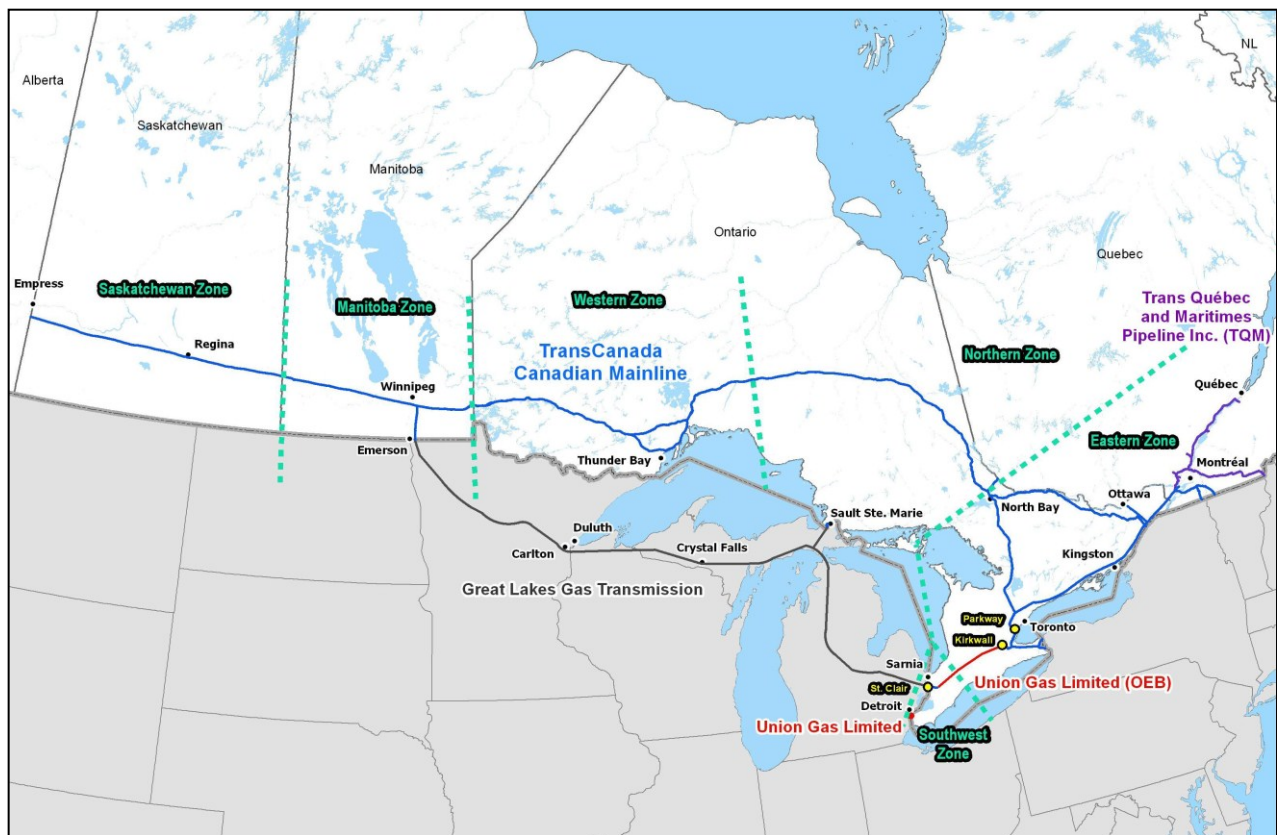 NL
Alberta
Saskatchewan
Manitoba
Ontario
Quebec
Empress
Saskatchewan Zone
Manitoba Zone
Western Zone
Trans Québec
and Maritimes
Pipeline Inc. (TQM)
Northern Zone
Regina
TransCanada
Canadian Mainline
Québec
Winnipeg
Eastern Zone
Emerson
Thunder Bay
Montréal
Ottawa
North Bay
Sault Ste. Marie
Duluth
Carlton
Crystal Falls
Kingston
Great Lakes Gas Transmission
Parkway
Toronto
Kirkwall
Sarnia
St. Clair
Union Gas Limited (OEB)
Detroit
Union Gas Limited
Southwest
Zone